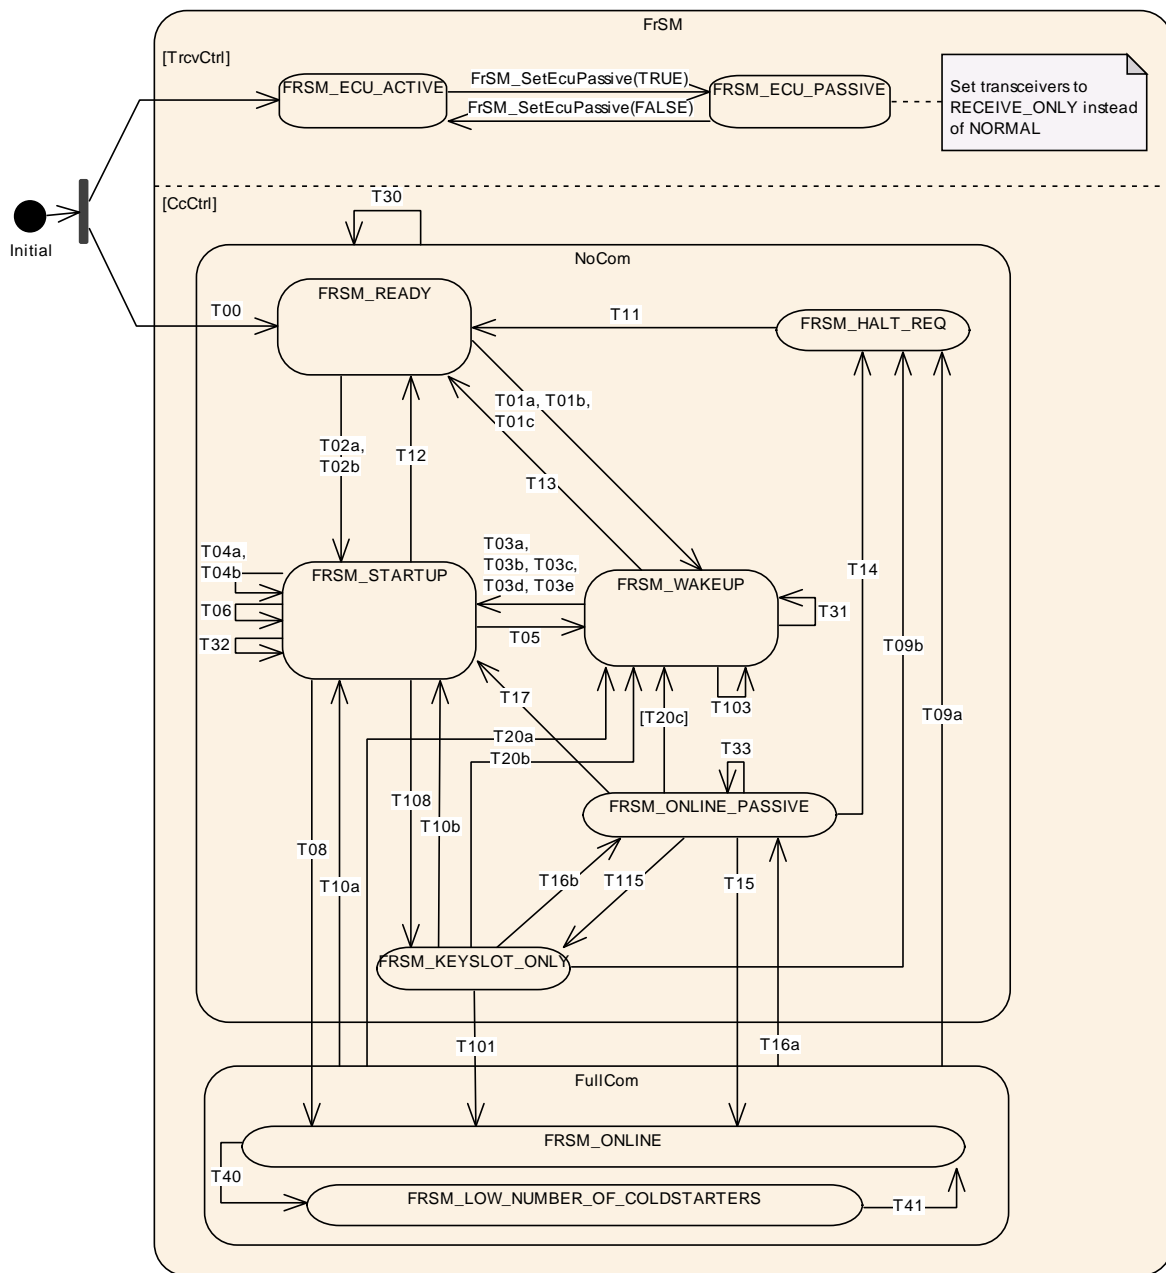 FrSM
[TrcvCtrl]
FRSM_ECU_ACTIVE
FrSM_SetEcuPassive(TRUE)
FrSM_SetEcuPassive(FALSE)
FRSM_ECU_PASSIVE
Set transceivers to
RECEIVE_ONLY instead
of NORMAL
[CcCtrl]
Initial
T30
NoCom
FRSM_READY
T00
T11
FRSM_HALT_REQ
T01a, T01b,
T01c
T02a,
T02b
T12
T13
T03a,
T03b, T03c,
T03d, T03e
T04a,
T04b
FRSM_STARTUP
FRSM_WAKEUP
T14
T06
T31
T32
T05
T09b
T17
[T20c]
T103
T09a
T20a
T20b
T33
T108
FRSM_ONLINE_PASSIVE
T10b
T08
T10a
T16b
T115
T15
FRSM_KEYSLOT_ONLY
T101
T16a
FullCom
FRSM_ONLINE
T40
FRSM_LOW_NUMBER_OF_COLDSTARTERS
T41